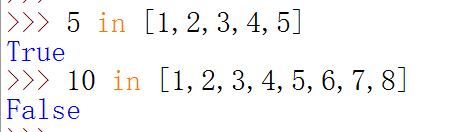 >>> 5 in [1,2,3,4,5]
True
>>> 10 in [1,2,3,4,5,6,7,8]
False